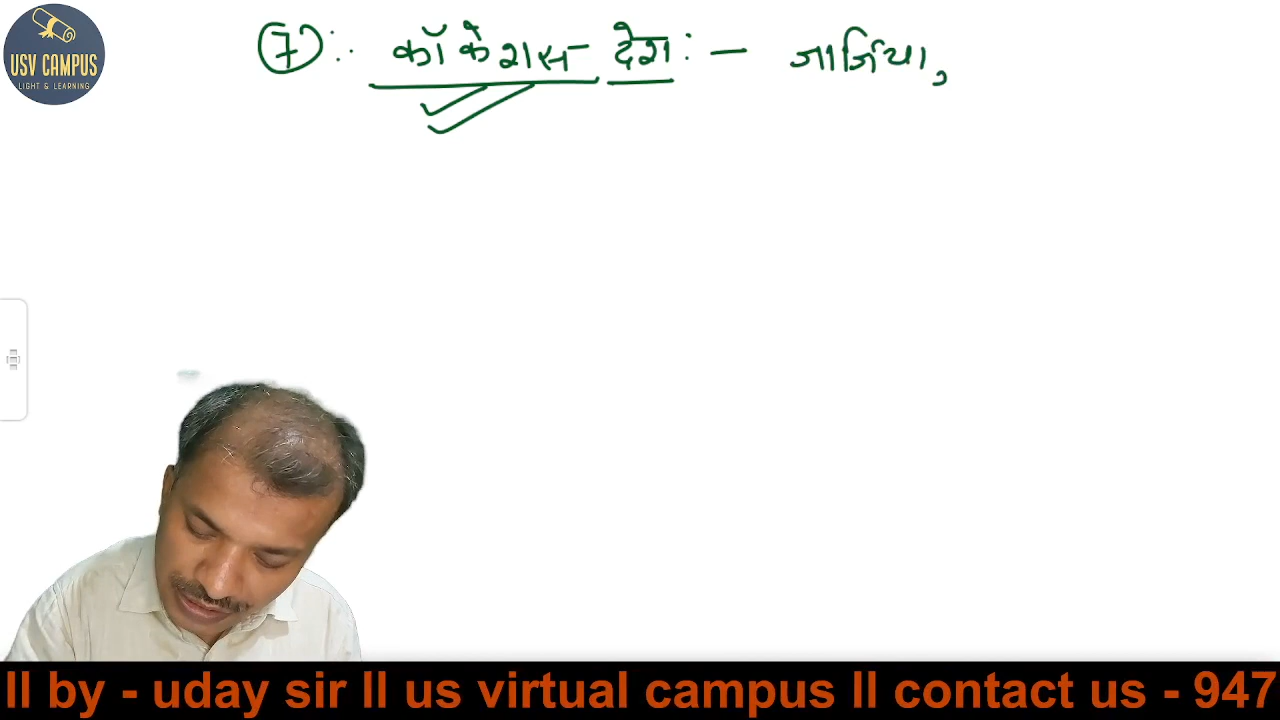 USV CAMPUS
LIGHT & LEARNING
(7):. कॉकेशस देश :- जार्जिया,
ll by - uday sir ll us virtual campus ll contact us - 947